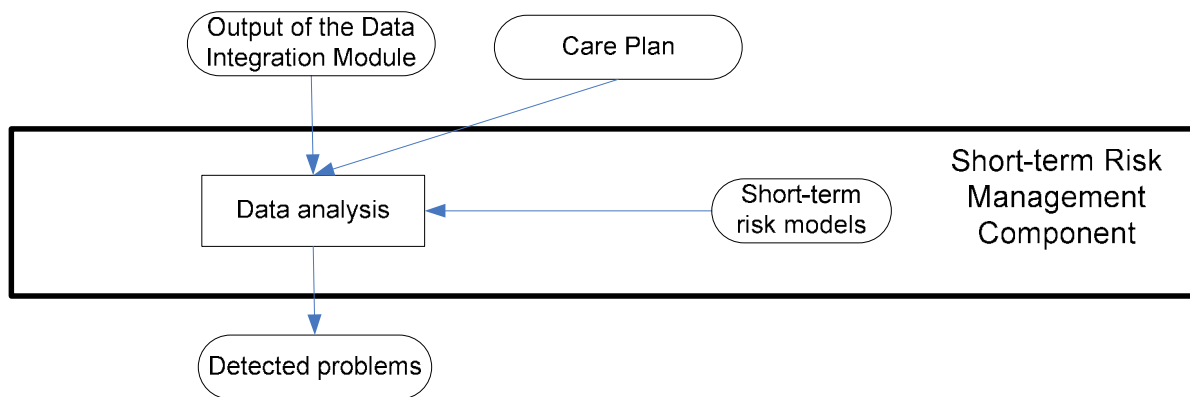 Output of the Data
Integration Module
Care Plan
Short-term Risk
Management
Component
Data analysis
Short-term
risk models
Detected problems